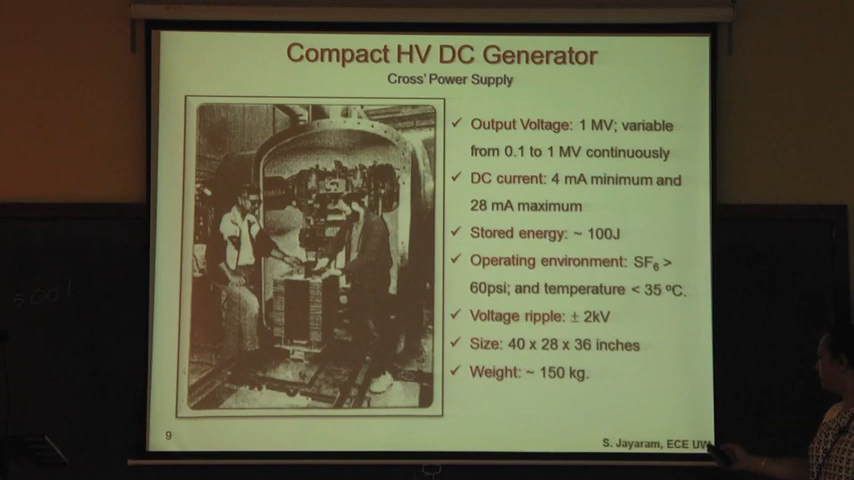 Compact HV DC Generator
Cross' Power Supply
✓ Output Voltage: 1 MV; variable
from 0.1 to 1 MV continuously
✓ DC current: 4 mA minimum and
28 mA maximum
✓ Stored energy: ~ 100J
✓ Operating environment: SF₆ >
60psi; and temperature < 35 ºC.
✓ Voltage ripple: ± 2kV
✓ Size: 40 x 28 x 36 inches
✓ Weight: ~ 150 kg.
9
S. Jayaram, ECE UW